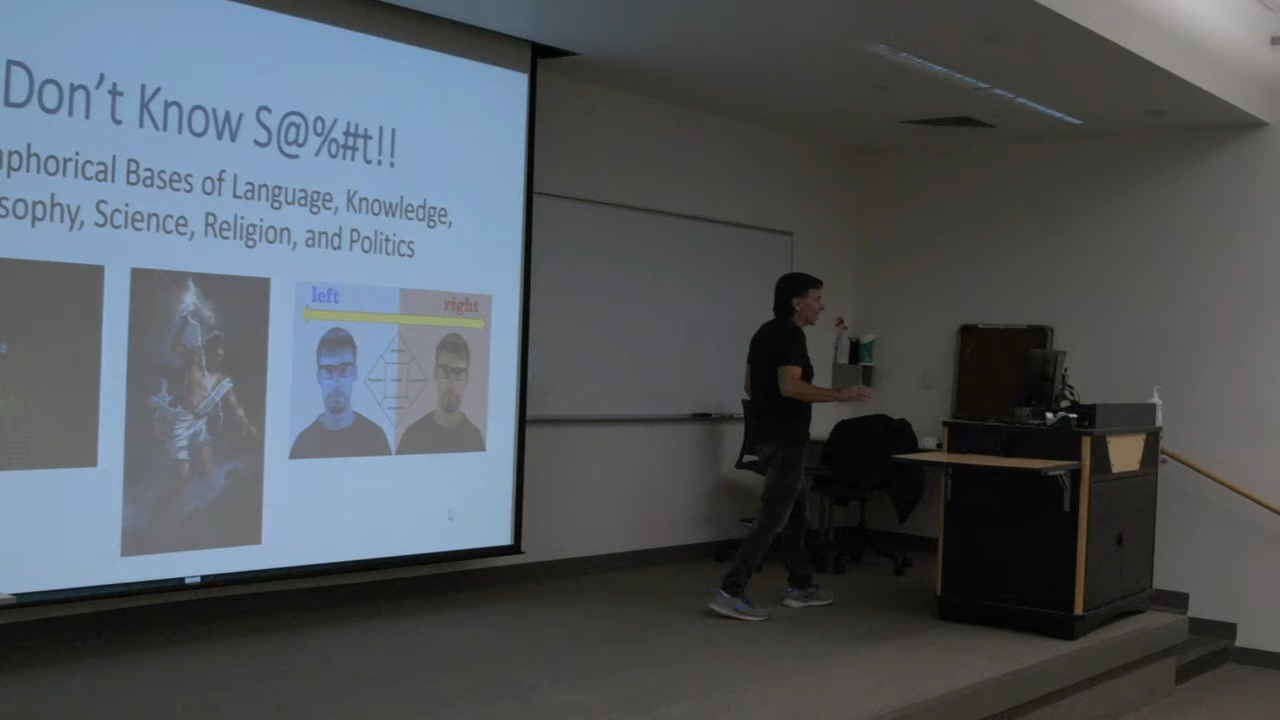 Don't Know S@%#t!!
aphorical Bases of Language, Knowledge,
sophy, Science, Religion, and Politics
left
right